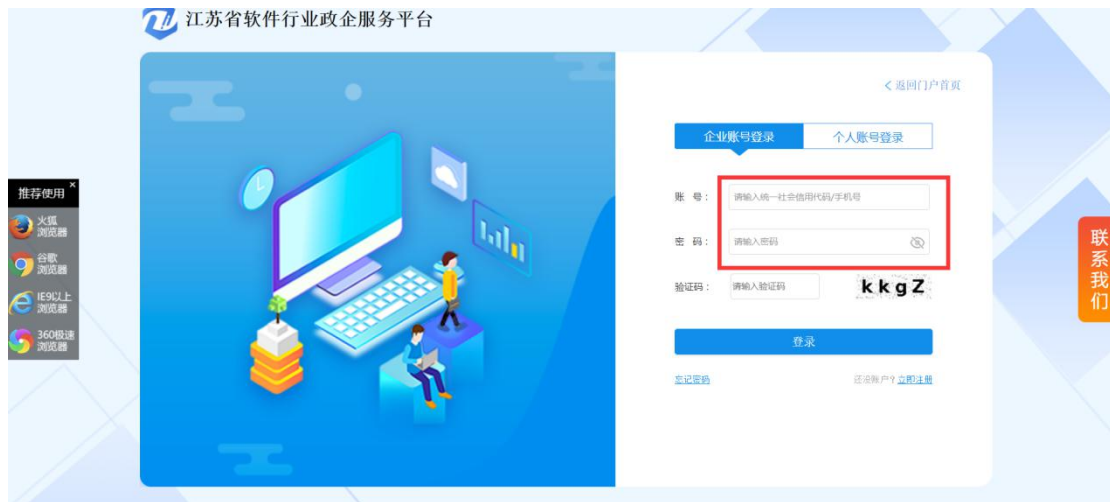 江苏省软件行业政企服务平台
返回门户首页
企业账号登录
个人账号登录
账 号：
请输入统一社会信用代码/手机号
密 码：
请输入密码
验证码：
请输入验证码
kkgZ
登录
忘记密码
还没账户？立即注册
推荐使用
×
火狐
浏览器
谷歌
浏览器
IE9以上
浏览器
360极速
浏览器
联
系
我
们